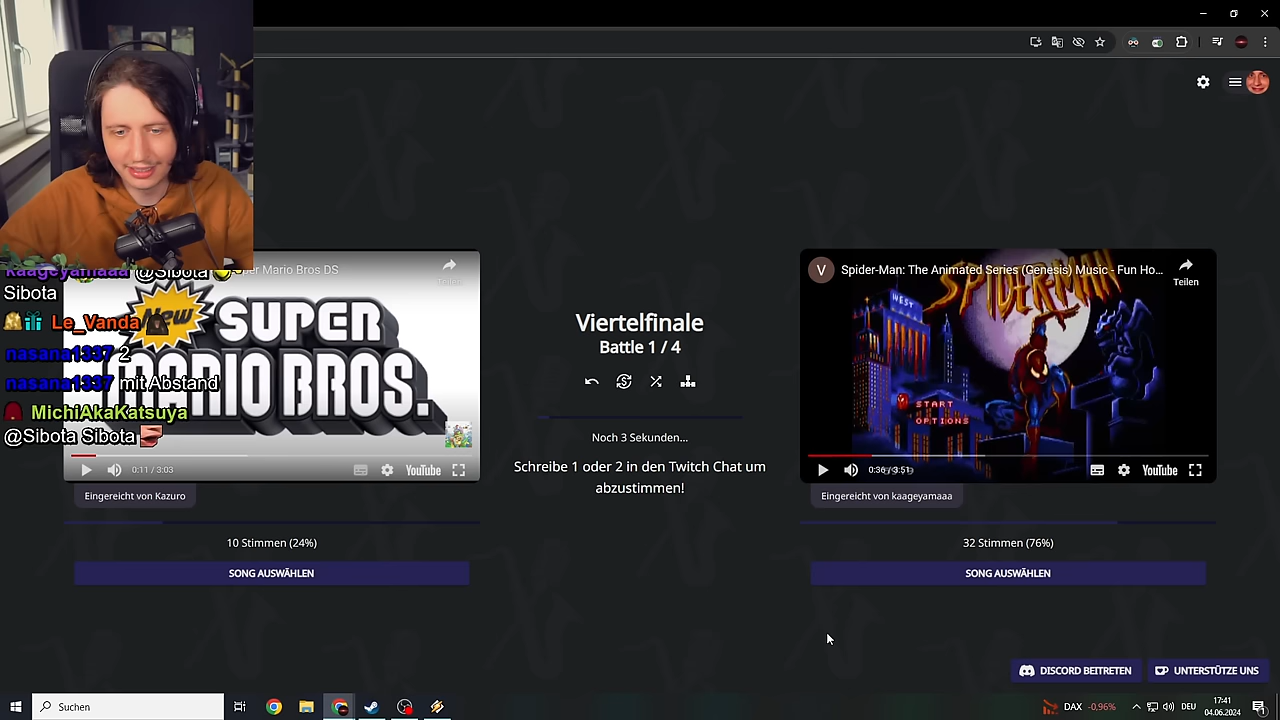 kaageyamaaa @Sibota
Sibota
Le_Vanda
nasana1337 2
nasana1337 mit Abstand
MichiAkaKatsuya
@Sibota Sibota
er Mario Bros DS
Teilen
New
SUPER
MARIO BROS.
0:11 / 3:03
YouTube
Eingereicht von Kazuro
10 Stimmen (24%)
SONG AUSWÄHLEN
Viertelfinale
Battle 1 / 4
Noch 3 Sekunden...
Schreibe 1 oder 2 in den Twitch Chat um
abzustimmen!
V
Spider-Man: The Animated Series (Genesis) Music - Fun Ho...
Teilen
WEST
SPIDER-MAN
START
OPTIONS
0:36 / 3:51
YouTube
Eingereicht von kaageyamaaa
32 Stimmen (76%)
SONG AUSWÄHLEN
DISCORD BEITRETEN
UNTERSTÜTZE UNS
Suchen
DAX -0,96%
DEU
17:41
04.06.2024